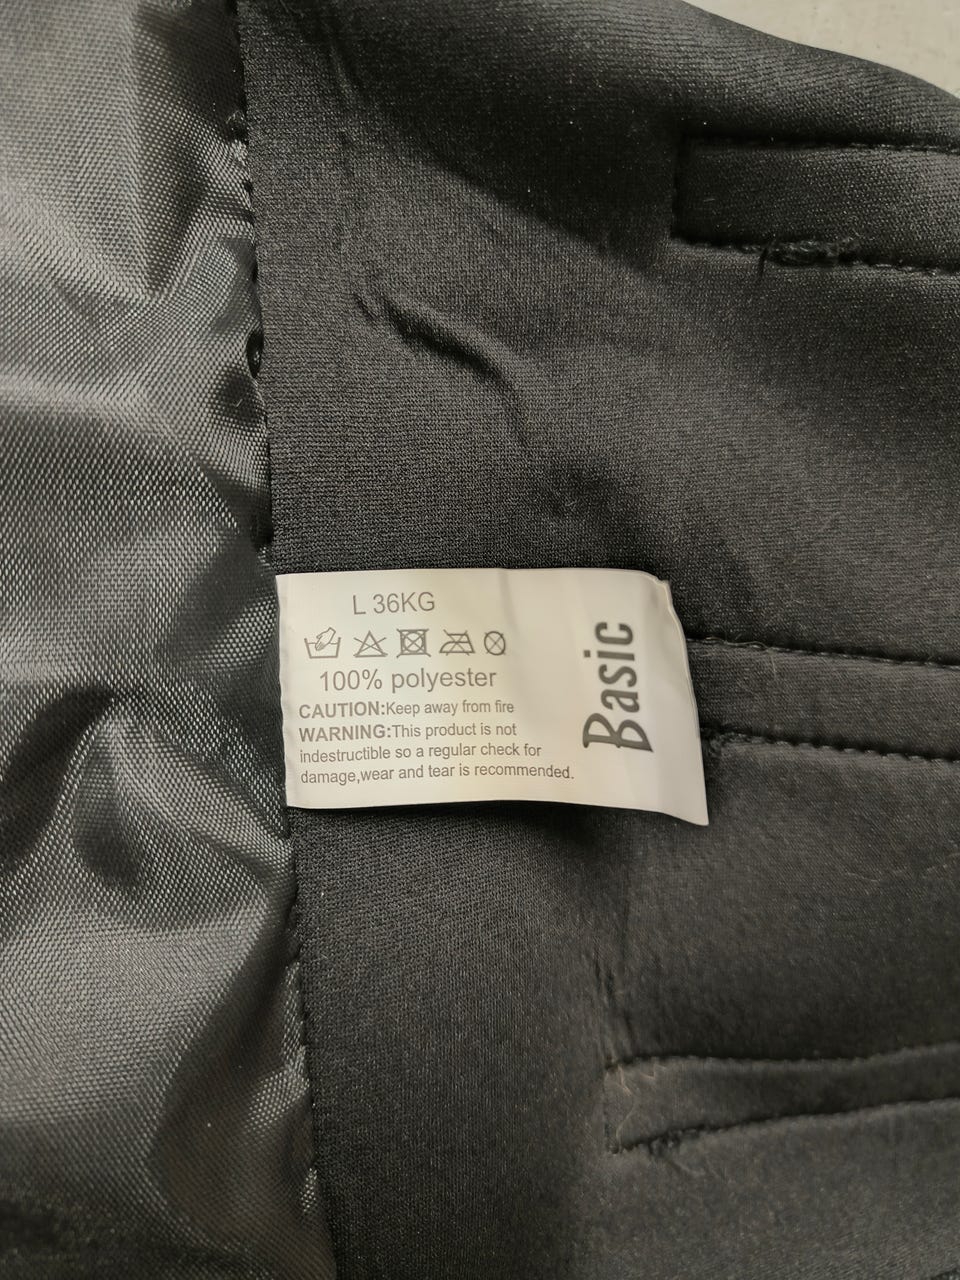 L 36KG
100% polyester
CAUTION:Keep away from fire
WARNING:This product is not
indestructible so a regular check for
damage,wear and tear is recommended.
Basic